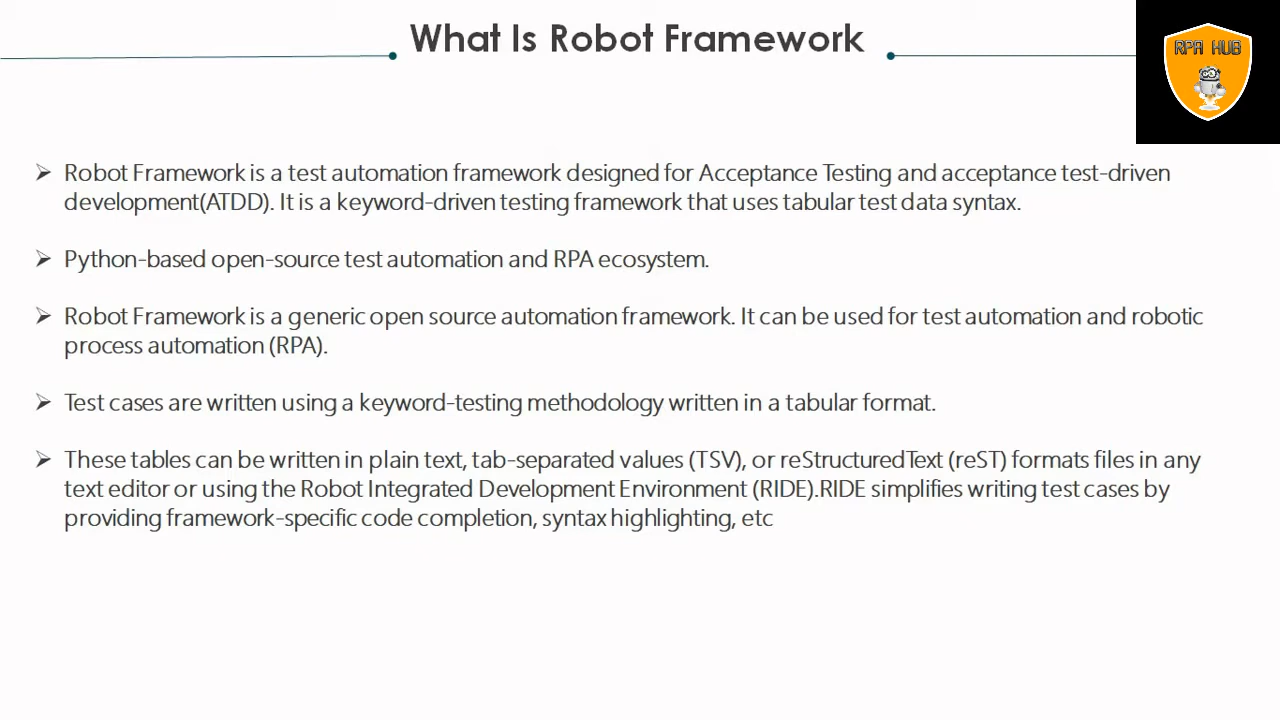 What Is Robot Framework
RPA HUB
Robot Framework is a test automation framework designed for Acceptance Testing and acceptance test-driven
development(ATDD). It is a keyword-driven testing framework that uses tabular test data syntax.
Python-based open-source test automation and RPA ecosystem.
Robot Framework is a generic open source automation framework. It can be used for test automation and robotic
process automation (RPA).
Test cases are written using a keyword-testing methodology written in a tabular format.
These tables can be written in plain text, tab-separated values (TSV), or reStructuredText (reST) formats files in any
text editor or using the Robot Integrated Development Environment (RIDE).RIDE simplifies writing test cases by
providing framework-specific code completion, syntax highlighting, etc